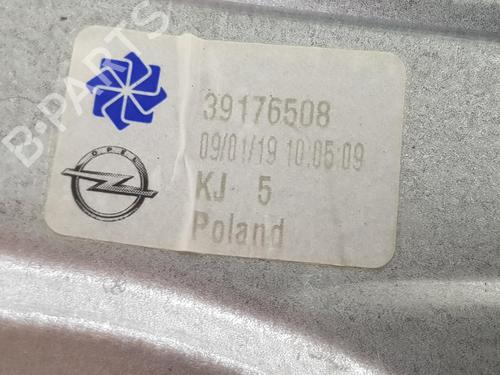 39176508
09/01/19 10:05:09
KJ 5
Poland
OPEL
B-PARTS